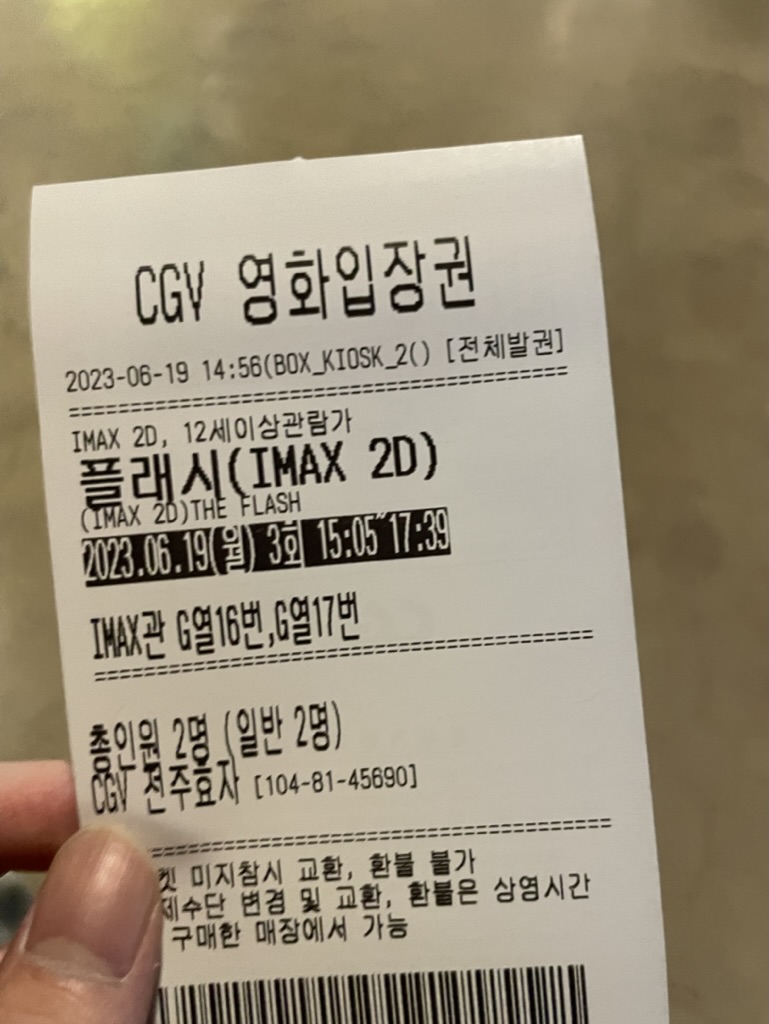 CGV 영화입장권
2023-06-19 14:56(BOX_KIOSK_2() [전체발권]
==================================================
IMAX 2D, 12세이상관람가
플래시(IMAX 2D)
(IMAX 2D)THE FLASH
2023.06.19(월) 3회 15:05~17:39
IMAX관 G열16번,G열17번
==================================================
총인원 2명 (일반 2명)
CGV 전주효자 [104-81-45690]
==================================================
미지참시 교환, 환불 불가
제수단 변경 및 교환, 환불은 상영시간
구매한 매장에서 가능